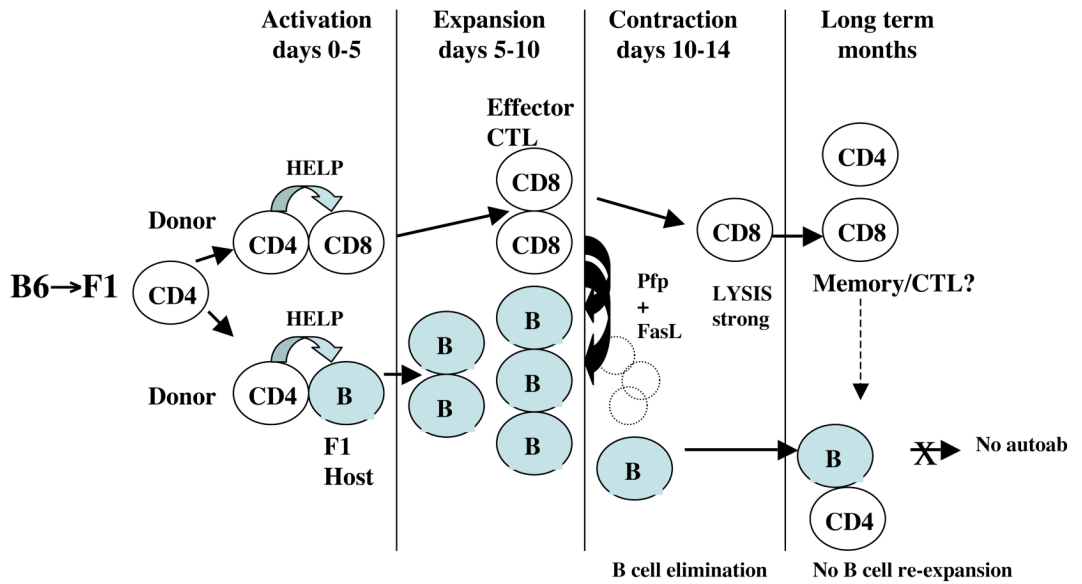 Activation
days 0-5
Expansion
days 5-10
Contraction
days 10-14
Long term
months
Effector
CTL
HELP
Donor
CD4
CD8
CD8
CD8
CD8
CD4
CD8
B6→F1
CD4
Pfp
+
FasL
LYSIS
strong
Memory/CTL?
HELP
Donor
CD4
B
F1
Host
B
B
B
B
B
B
B
CD4
X
No autoab
B cell elimination
No B cell re-expansion